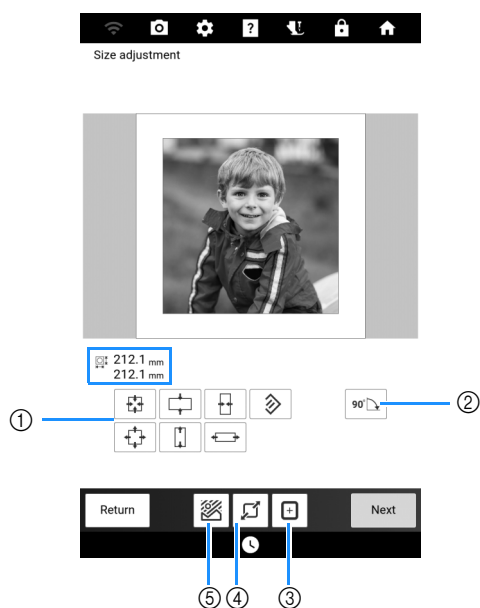 ?
Size adjustment
212.1 mm
212.1 mm
①
90°
②
Return
Next
⑤ ④ ③